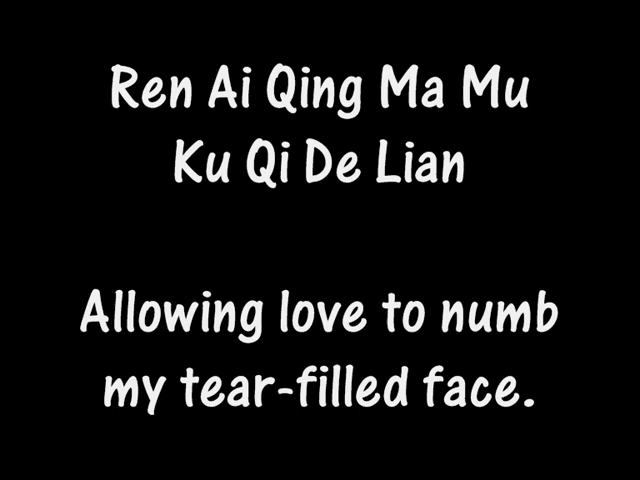 Ren Ai Qing Ma Mu
Ku Qi De Lian
Allowing love to numb
my tear-filled face.